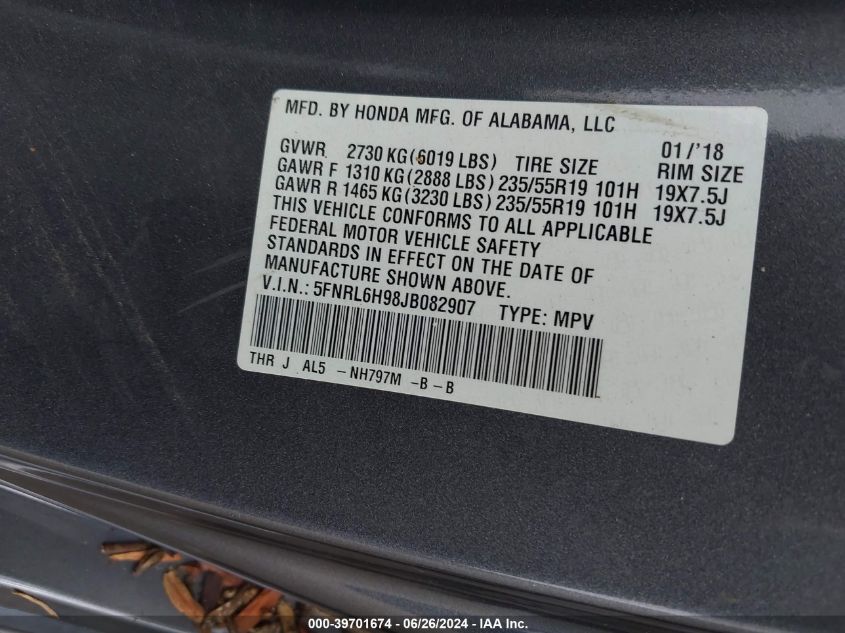 MFD. BY HONDA MFG. OF ALABAMA, LLC
01/'18
GVWR 2730 KG(6019 LBS) TIRE SIZE RIM SIZE
GAWR F 1310 KG(2888 LBS) 235/55R19 101H 19X7.5J
GAWR R 1465 KG(3230 LBS) 235/55R19 101H 19X7.5J
THIS VEHICLE CONFORMS TO ALL APPLICABLE
FEDERAL MOTOR VEHICLE SAFETY
STANDARDS IN EFFECT ON THE DATE OF
MANUFACTURE SHOWN ABOVE.
V.I.N.: 5FNRL6H98JB082907 TYPE: MPV
THR J AL5 - NH797M -B-B
000-39701674 / 06/26/2024 - IAA Inc.